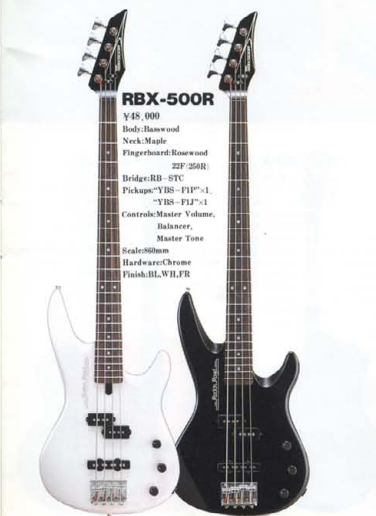 RBX-500R
¥48,000
Body:Basswood
Neck:Maple
Fingerboard:Rosewood
22F(250R)
Bridge:RB-STC
Pickups:"YBS-F1P"×1,
"YBS-F1J"×1
Controls:Master Volume,
Balancer,
Master Tone
Scale:860mm
Hardware:Chrome
Finish:BL,WH,FR